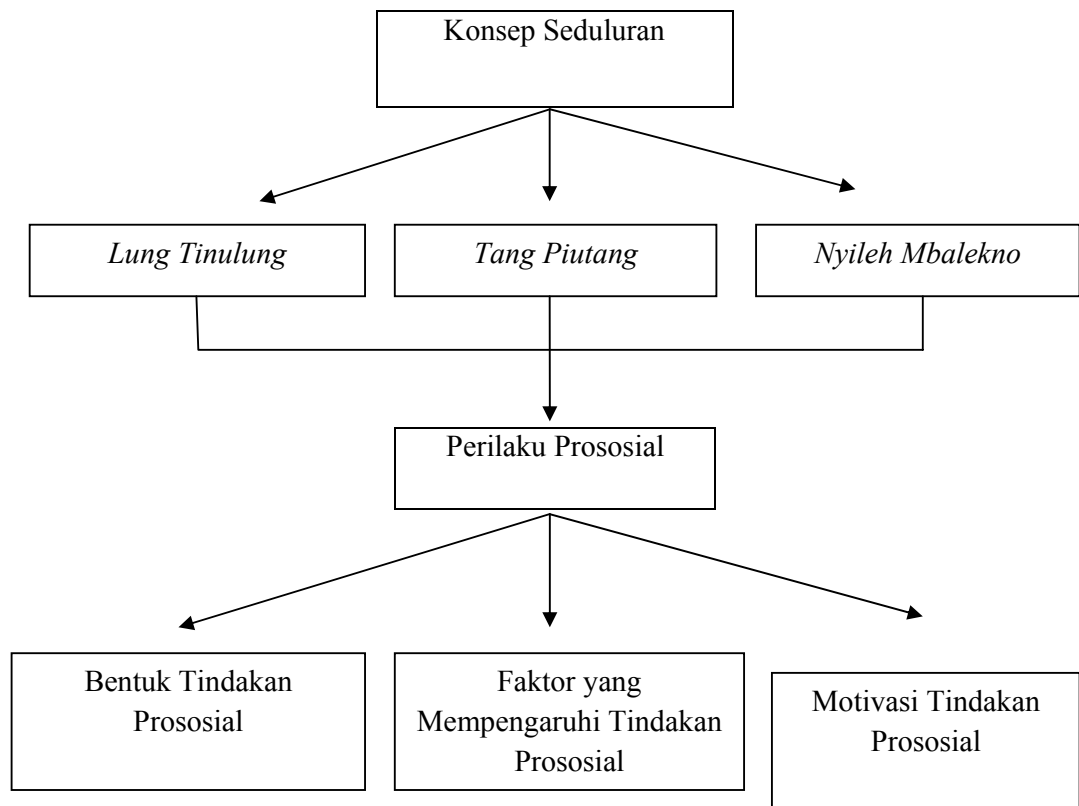 Konsep Seduluran
Lung Tinulung
Tang Piutang
Nyileh Mbalekno
Perilaku Prososial
Bentuk Tindakan
Prososial
Faktor yang
Mempengaruhi Tindakan
Prososial
Motivasi Tindakan
Prososial